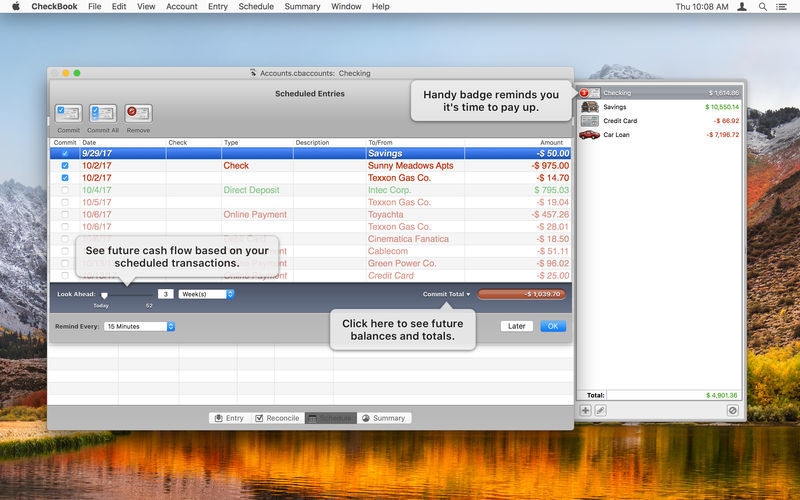 CheckBook File Edit View Account Entry Schedule Summary Window Help Thu 10:08 AM
Accounts.cbaccounts: Checking
Scheduled Entries
Commit Commit All Remove
Handy badge reminds you
it's time to pay up.
Checking $ 1,614.86
Savings $ 10,550.14
Credit Card -$ 66.92
Car Loan -$ 7,196.72
Commit Date Check Type Description To/From Amount
9/29/17 Savings -$ 50.00
10/2/17 Check Sunny Meadows Apts -$ 975.00
10/2/17 Texxon Gas Co. -$ 14.70
10/4/17 Direct Deposit Intec Corp. $ 795.03
10/5/17 Texxon Gas Co. -$ 19.04
10/6/17 Online Payment Toyachta -$ 457.26
10/8/17 Texxon Gas Co. -$ 28.01
Cinematica Fanatica -$ 18.50
Cablecom -$ 51.11
Green Power Co. -$ 96.02
Online Payment Credit Card -$ 25.00
See future cash flow based on your
scheduled transactions.
Look Ahead: 3 Week(s) Commit Total -$ 1,039.70
Today 52
Click here to see future
balances and totals.
Remind Every: 15 Minutes Later OK
Total: $ 4,901.36
Entry Reconcile Schedule Summary